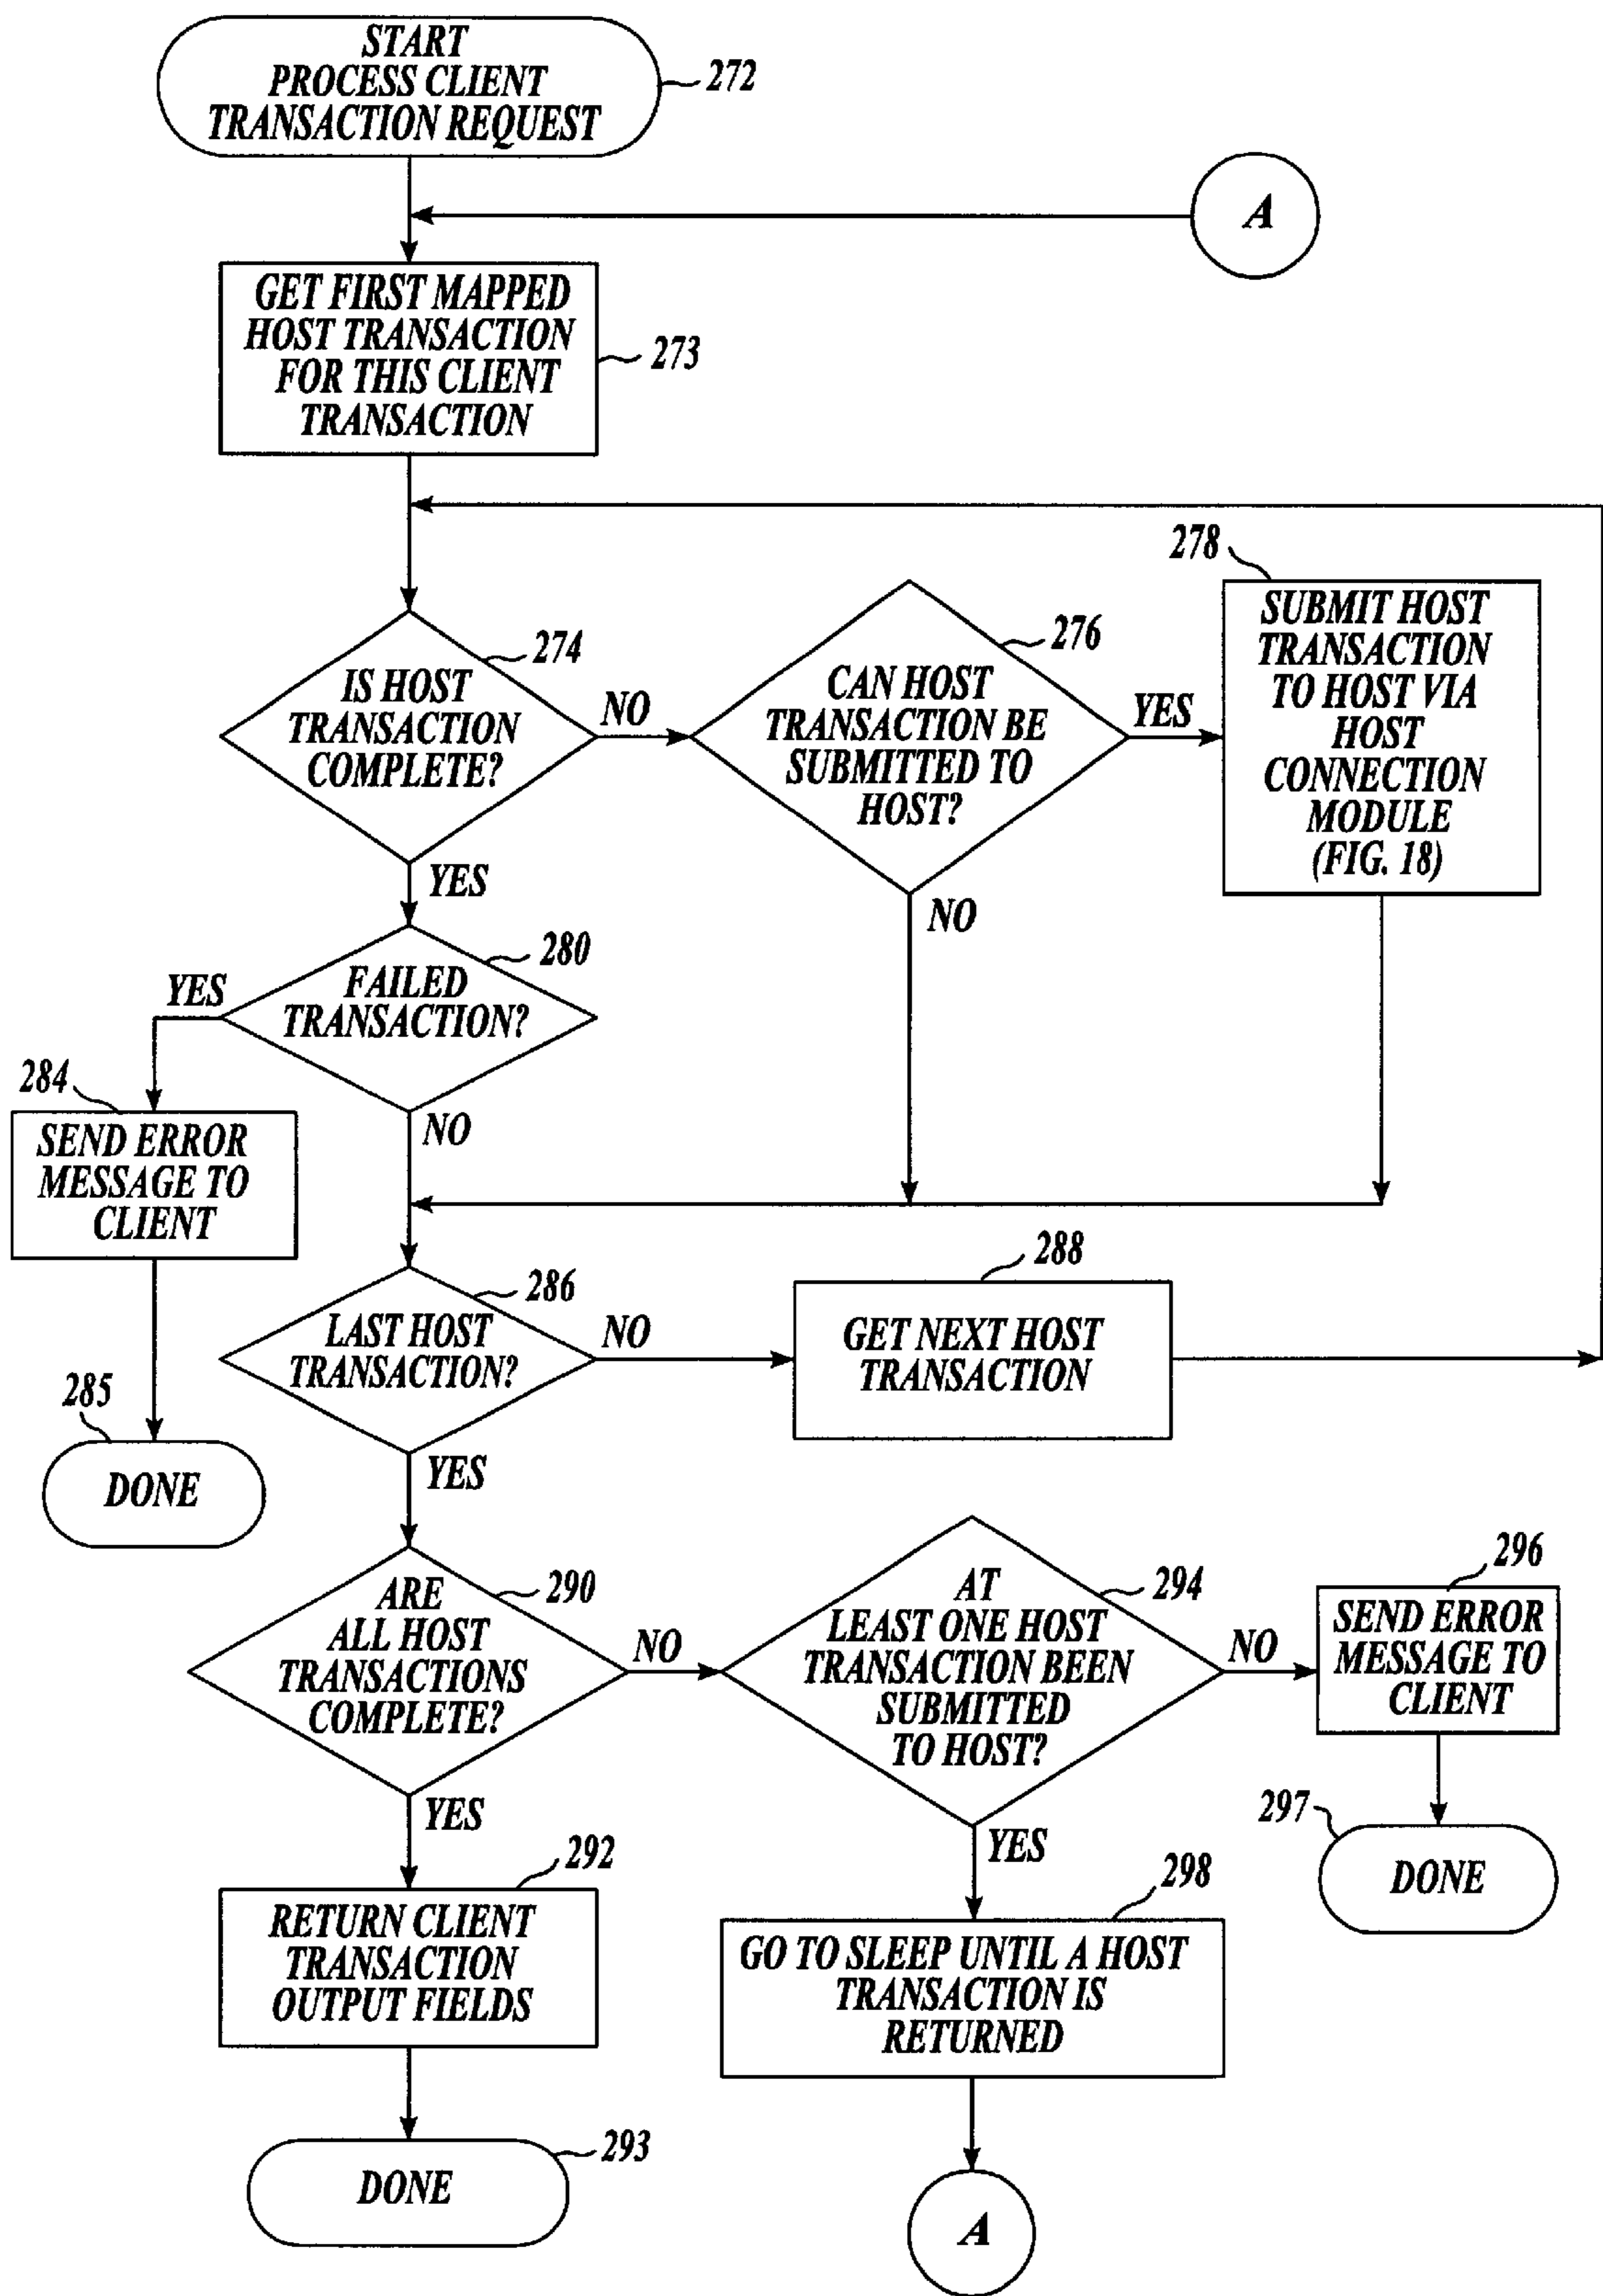 START
PROCESS CLIENT
TRANSACTION REQUEST
272
A
GET FIRST MAPPED
HOST TRANSACTION
FOR THIS CLIENT
TRANSACTION
273
278
SUBMIT HOST
TRANSACTION
TO HOST VIA
HOST
CONNECTION
MODULE
(FIG. 18)
274
IS HOST
TRANSACTION
COMPLETE?
NO
276
CAN HOST
TRANSACTION BE
SUBMITTED TO
HOST?
YES
YES
NO
280
FAILED
TRANSACTION?
YES
NO
284
SEND ERROR
MESSAGE TO
CLIENT
285
DONE
286
LAST HOST
TRANSACTION?
NO
288
GET NEXT HOST
TRANSACTION
YES
290
ARE
ALL HOST
TRANSACTIONS
COMPLETE?
NO
294
AT
LEAST ONE HOST
TRANSACTION BEEN
SUBMITTED
TO HOST?
NO
296
SEND ERROR
MESSAGE TO
CLIENT
297
DONE
YES
YES
292
RETURN CLIENT
TRANSACTION
OUTPUT FIELDS
298
GO TO SLEEP UNTIL A HOST
TRANSACTION IS
RETURNED
293
DONE
A